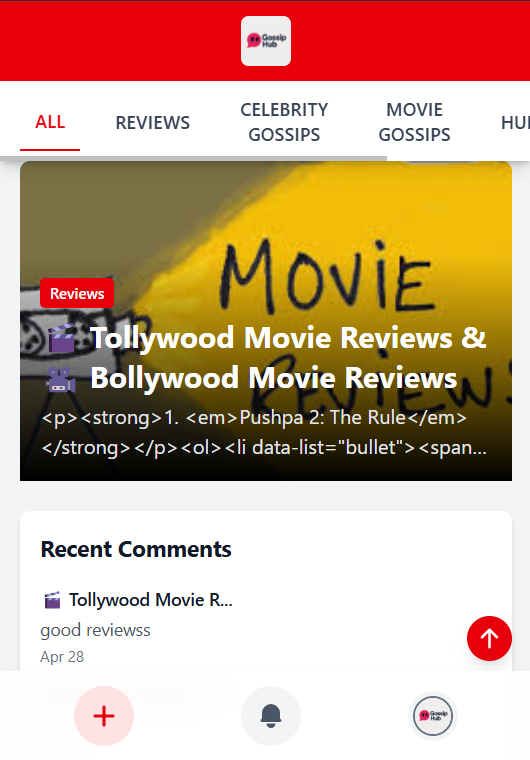 Gossip
Hub
ALL
REVIEWS
CELEBRITY
GOSSIPS
MOVIE
GOSSIPS
HU
MOVIE
REVIEWS
Reviews
🎬 Tollywood Movie Reviews &
🎥 Bollywood Movie Reviews
<p><strong>1. <em>Pushpa 2: The Rule</em>
</strong></p><ol><li data-list="bullet"><span...
Recent Comments
🎬 Tollywood Movie R...
good reviewss
Apr 28
Gossip
Hub